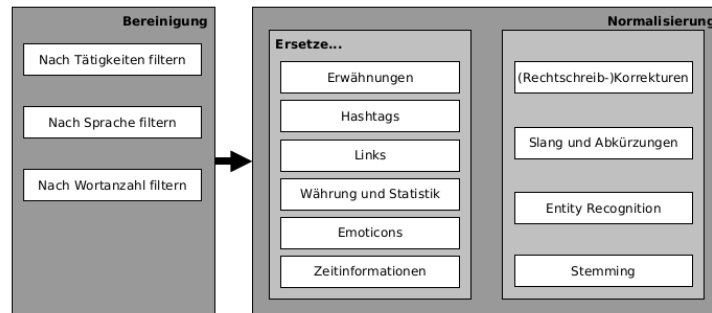 Bereinigung
Nach Tätigkeiten filtern
Nach Sprache filtern
Nach Wortanzahl filtern
Normalisierung
Ersetze...
Erwähnungen
Hashtags
Links
Währung und Statistik
Emoticons
Zeitinformationen
(Rechtschreib-)Korrekturen
Slang und Abkürzungen
Entity Recognition
Stemming